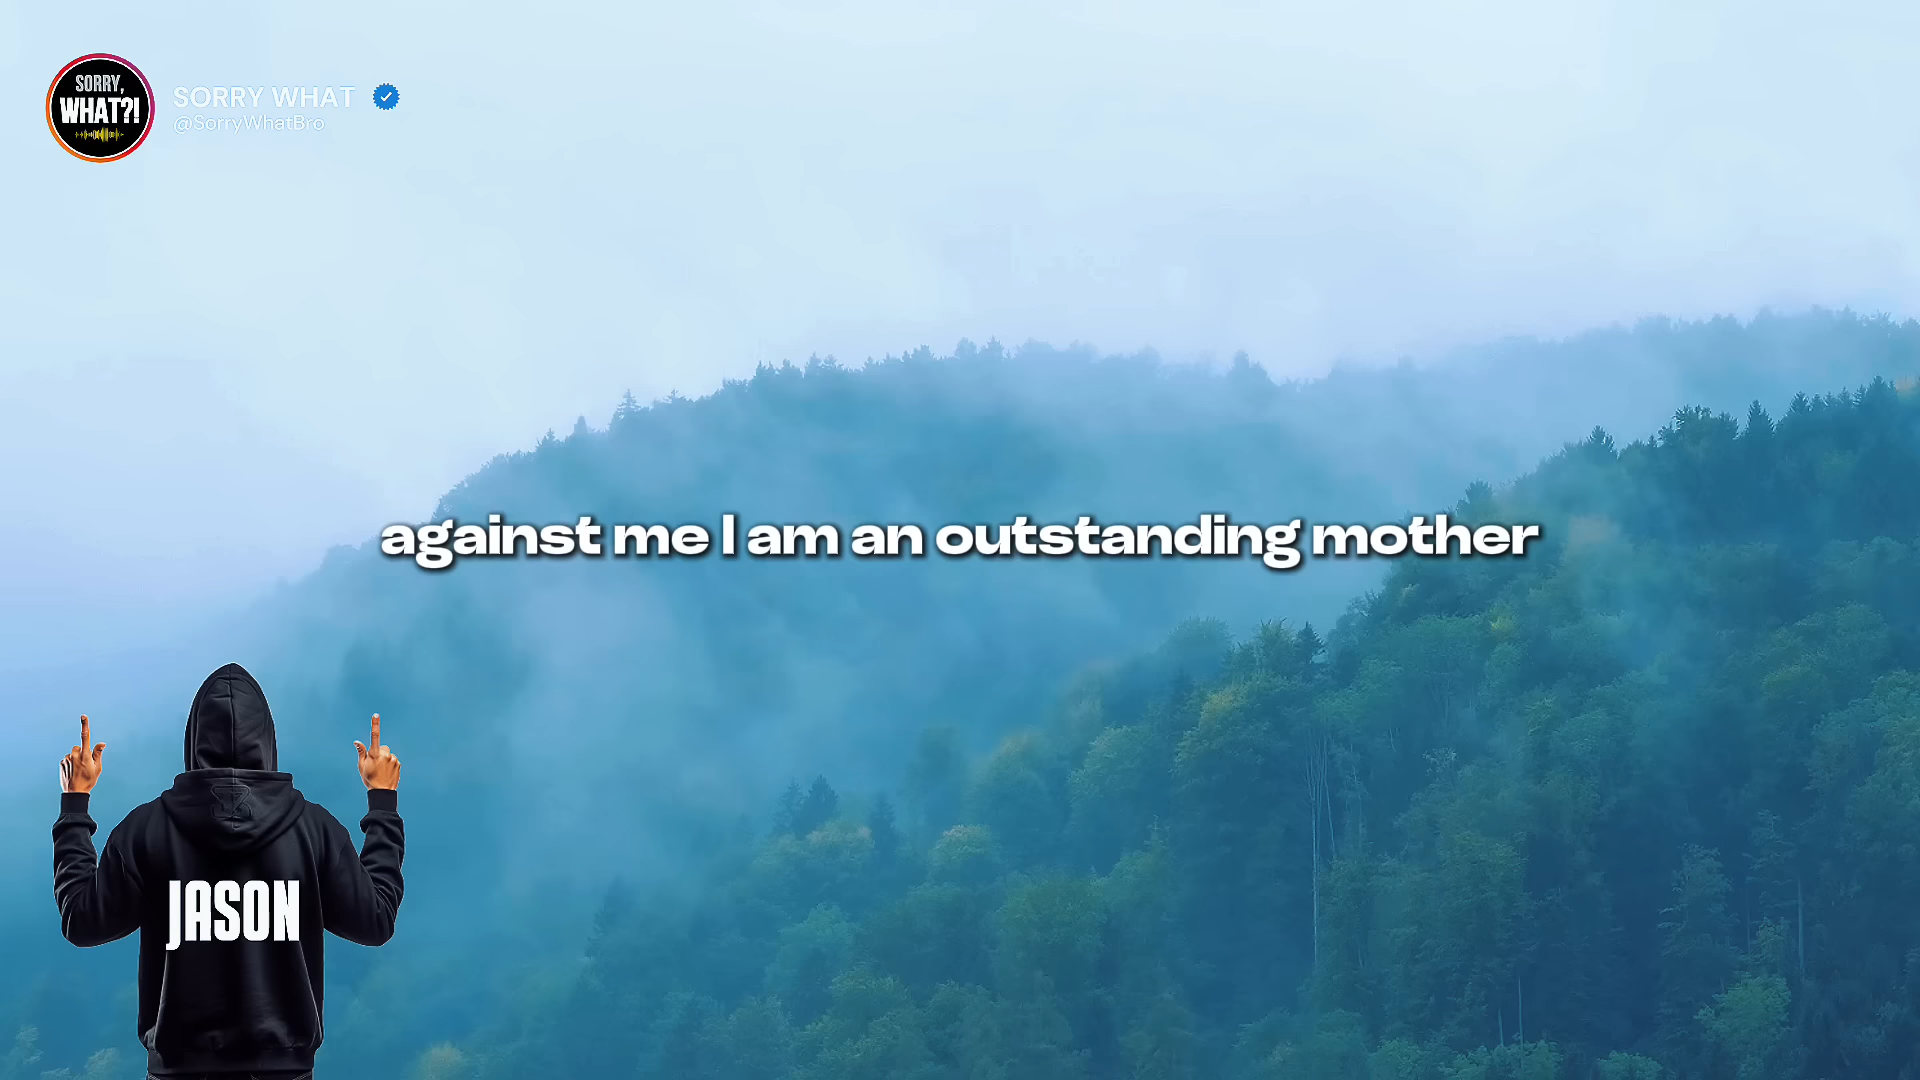 SORRY,
WHAT?!
SORRY WHAT
@SorryWhatBro
against me I am an outstanding mother
JASON